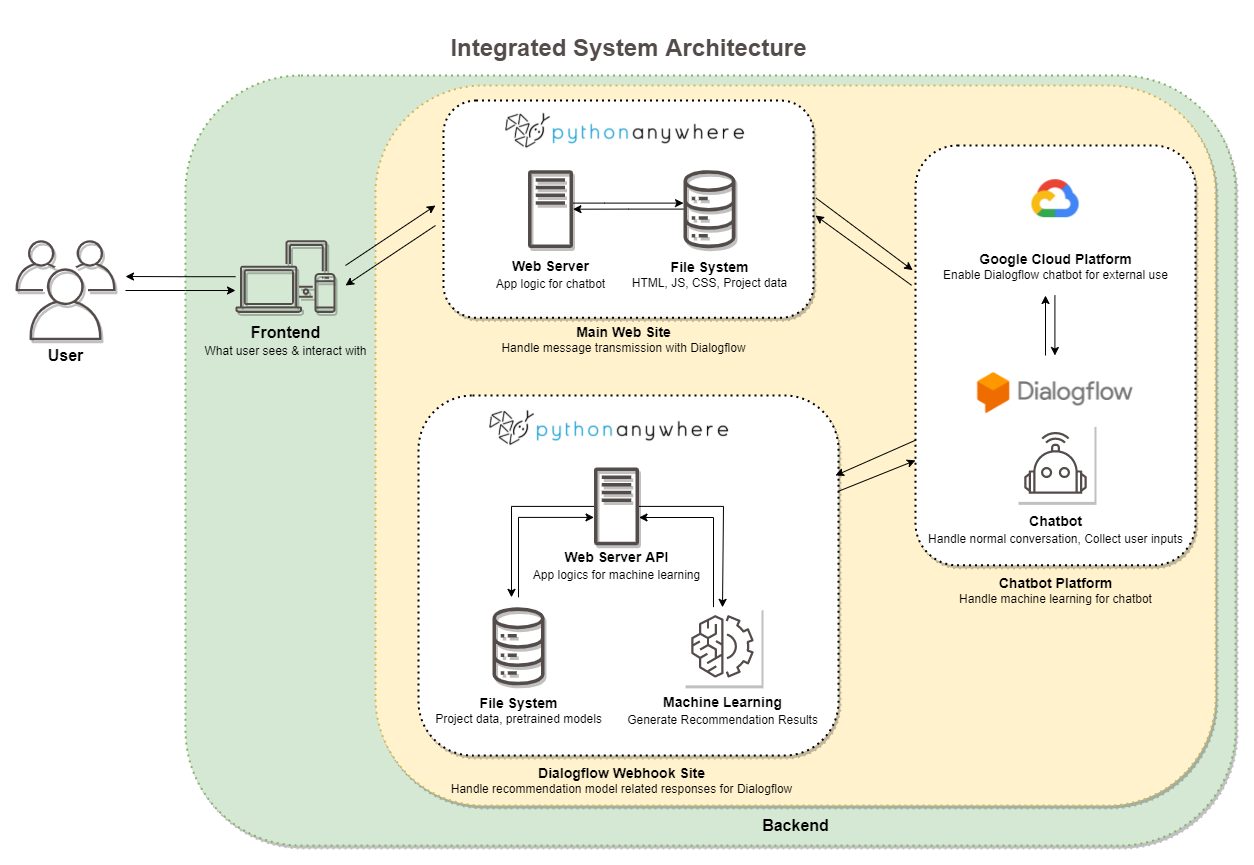 Integrated System Architecture
pythonanywhere
Web Server
App logic for chatbot
File System
HTML, JS, CSS, Project data
Main Web Site
Handle message transmission with Dialogflow
Google Cloud Platform
Enable Dialogflow chatbot for external use
Dialogflow
Chatbot
Handle normal conversation, Collect user inputs
Chatbot Platform
Handle machine learning for chatbot
User
Frontend
What user sees & interact with
pythonanywhere
Web Server API
App logics for machine learning
File System
Project data, pretrained models
Machine Learning
Generate Recommendation Results
Dialogflow Webhook Site
Handle recommendation model related responses for Dialogflow
Backend